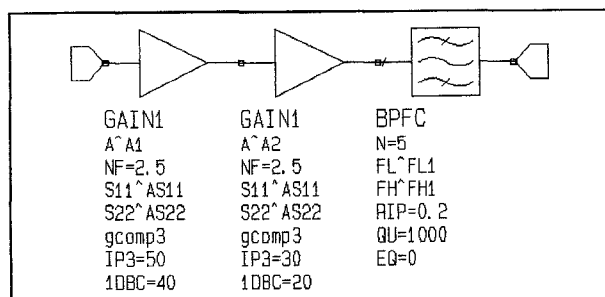 GAIN1
A^A1
NF=2.5
S11^AS11
S22^AS22
gcomp3
IP3=50
1DBC=40
GAIN1
A^A2
NF=2.5
S11^AS11
S22^AS22
gcomp3
IP3=30
1DBC=20
BPFC
N=5
FL^FL1
FH^FH1
RIP=0.2
QU=1000
EQ=0